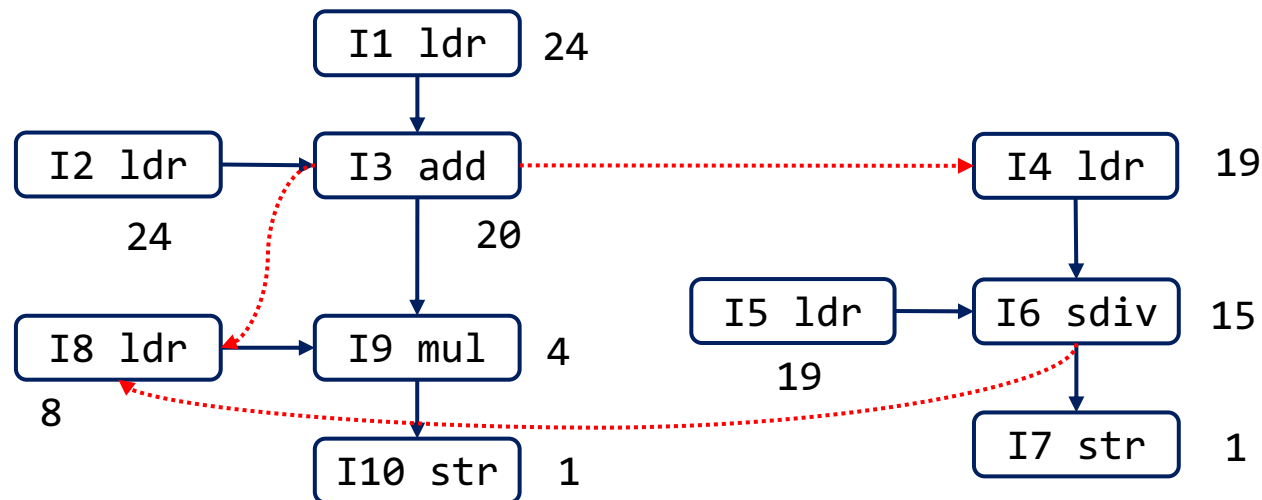 I1 ldr 24
I2 ldr
I3 add
I4 ldr 19
24
20
I5 ldr
I6 sdiv 15
I8 ldr
I9 mul 4
19
8
I7 str 1
I10 str 1